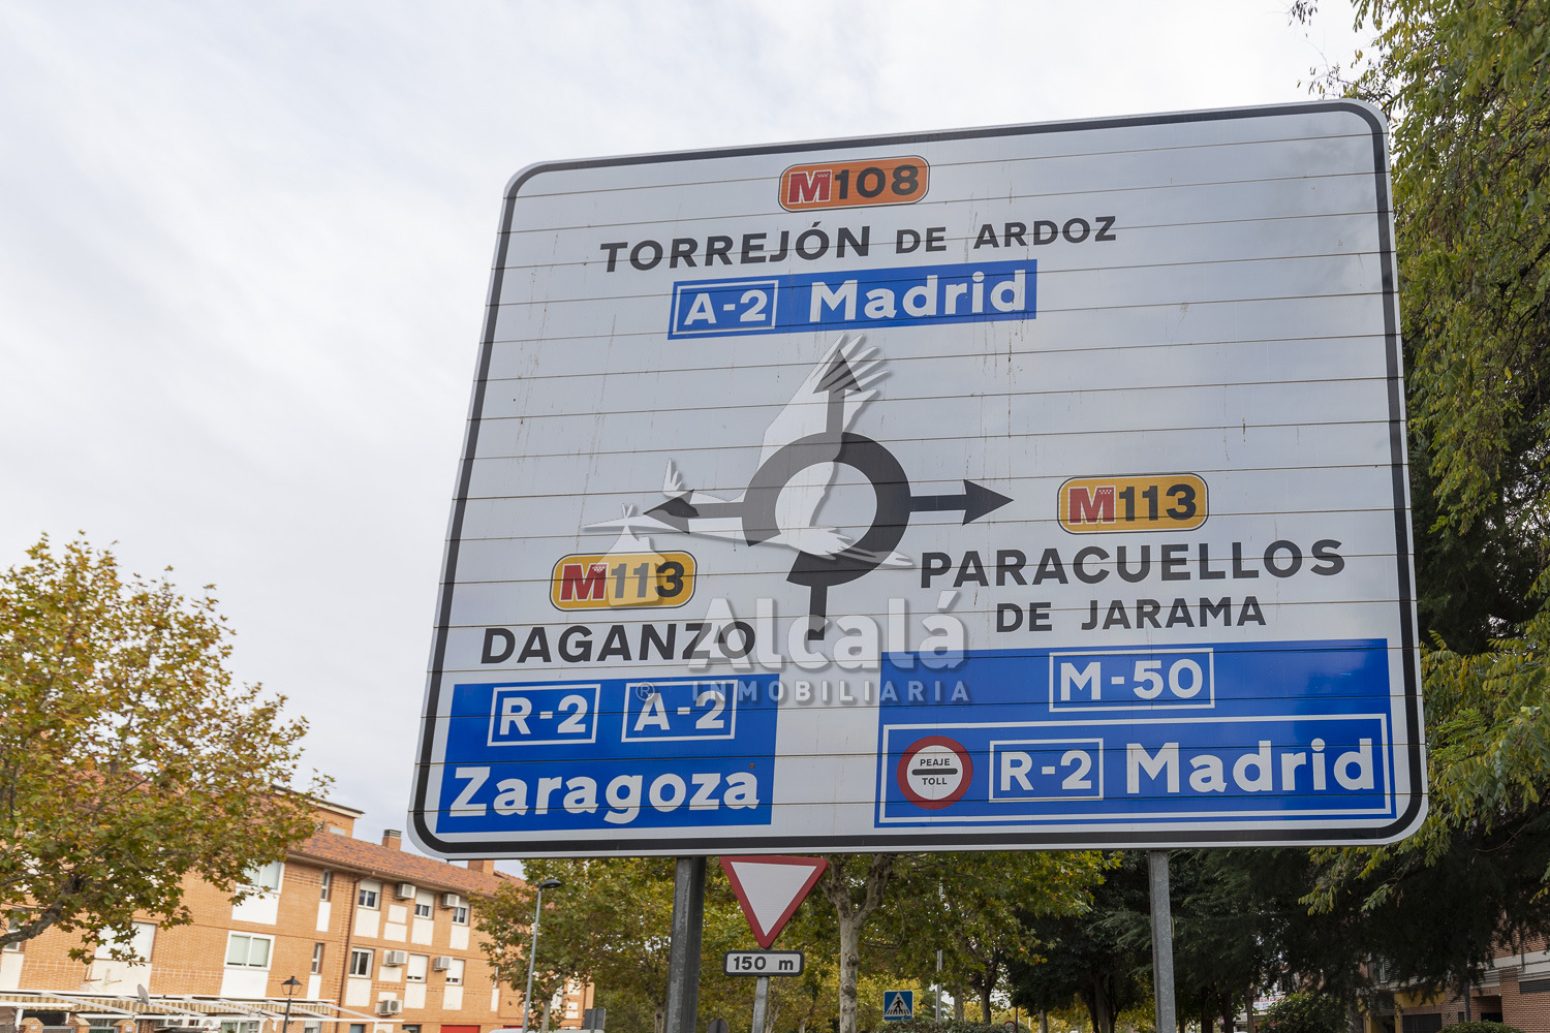 M108
TORREJÓN DE ARDOZ
A-2 Madrid
M113
PARACUELLOS
DE JARAMA
M-50
PEAJE
TOLL
R-2 Madrid
M113
DAGANZO
R-2 A-2
Zaragoza
Alcalá
® INMOBILIARIA
150 m